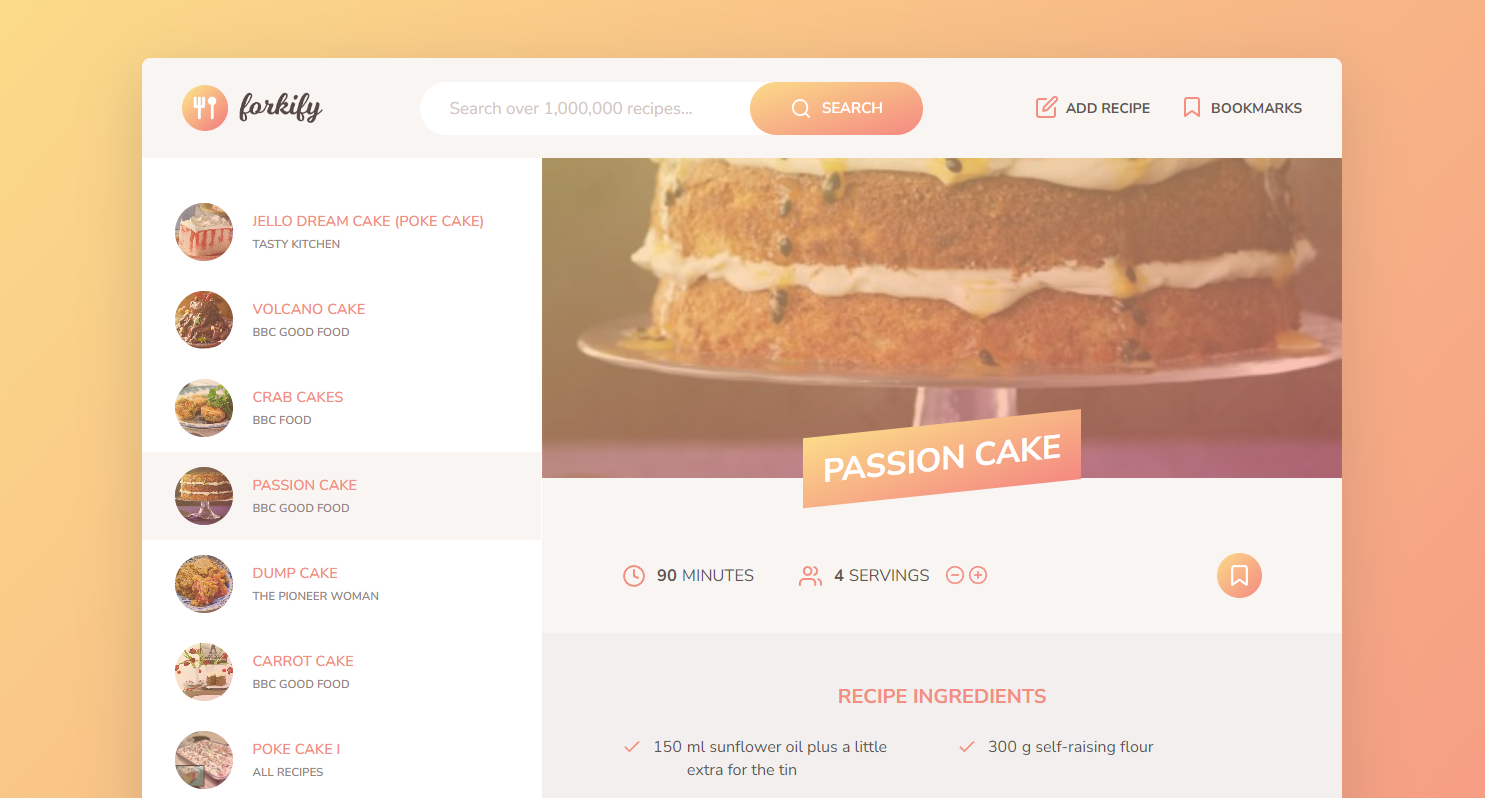 forkify
Search over 1,000,000 recipes...
SEARCH
ADD RECIPE
BOOKMARKS
JELLO DREAM CAKE (POKE CAKE)
TASTY KITCHEN
VOLCANO CAKE
BBC GOOD FOOD
CRAB CAKES
BBC FOOD
PASSION CAKE
BBC GOOD FOOD
DUMP CAKE
THE PIONEER WOMAN
CARROT CAKE
BBC GOOD FOOD
POKE CAKE I
ALL RECIPES
PASSION CAKE
90 MINUTES
4 SERVINGS
RECIPE INGREDIENTS
150 ml sunflower oil plus a little
extra for the tin
300 g self-raising flour